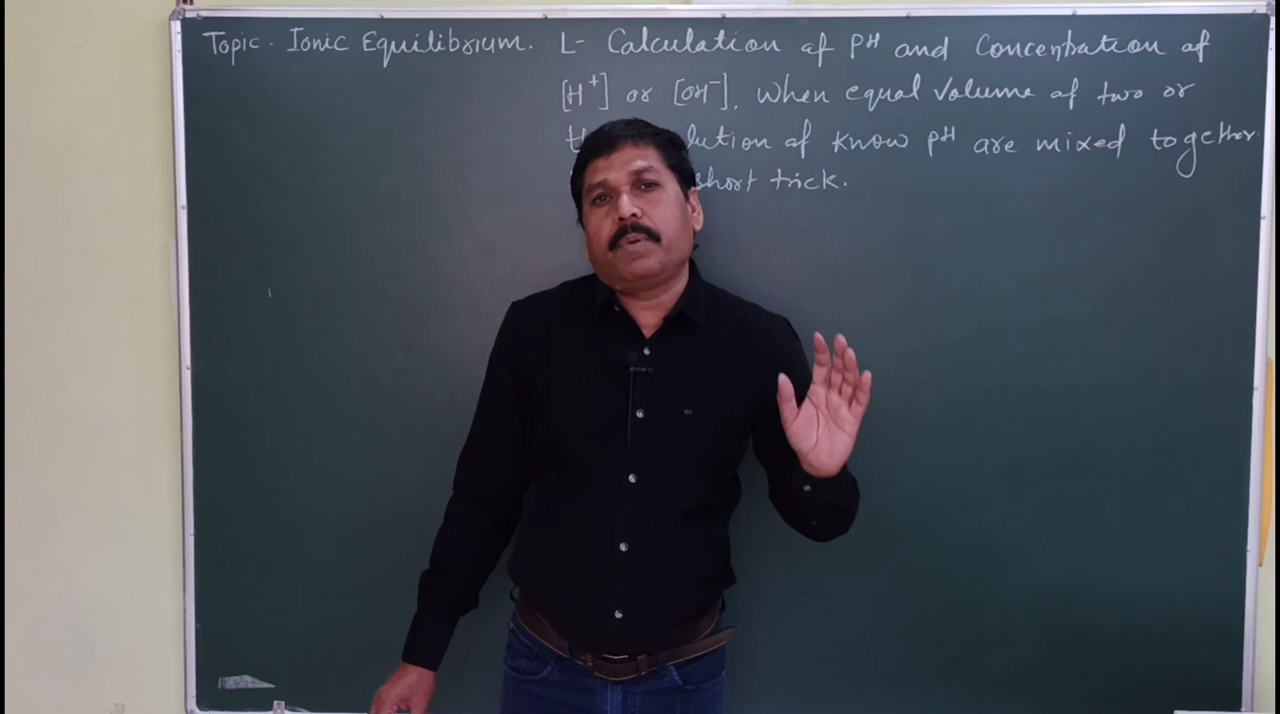 Topic. Ionic Equilibrium. L- Calculation of PH and Concentration of
[H+] or [OH-], When equal volume of two or
lution of know pH are mixed together.
short trick.